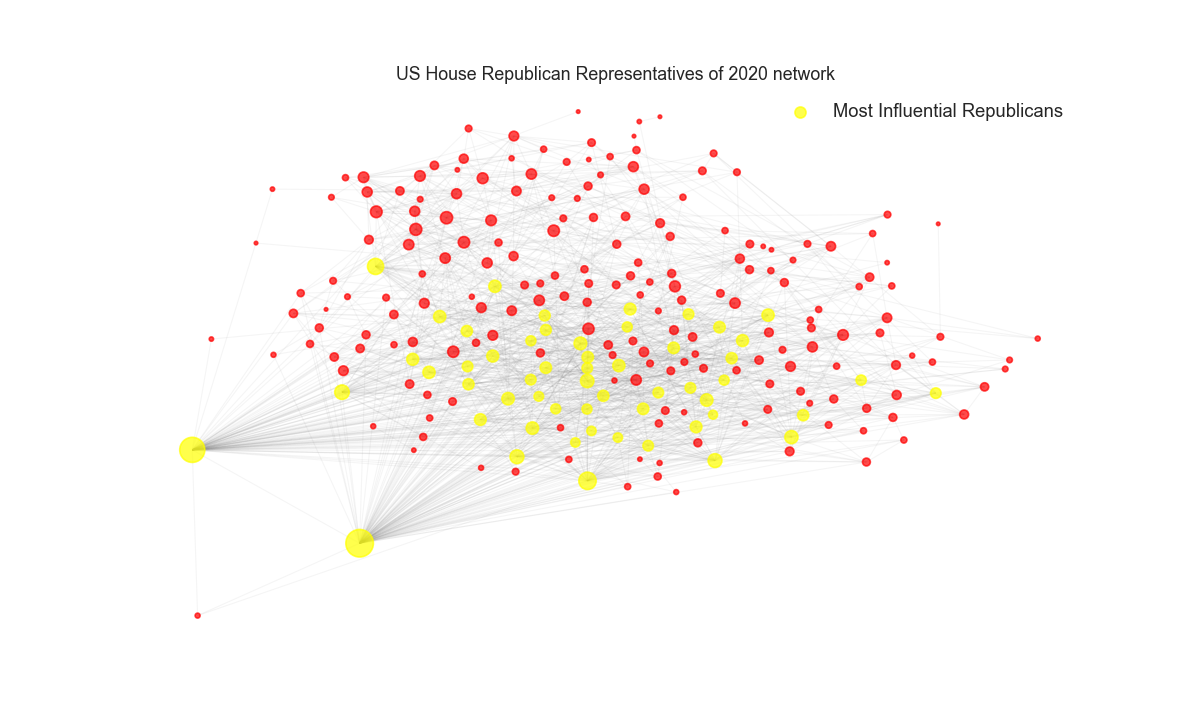 US House Republican Representatives of 2020 network
Most Influential Republicans